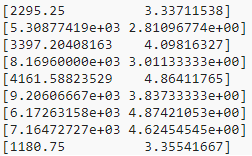 [2295.25          3.33711538]
[5.30877419e+03 2.81096774e+00]
[3397.20408163    4.09816327]
[8.16960000e+03 3.01133333e+00]
[4161.58823529    4.86411765]
[9.20606667e+03 3.83733333e+00]
[6.17263158e+03 4.87421053e+00]
[7.16472727e+03 4.62454545e+00]
[1180.75          3.35541667]